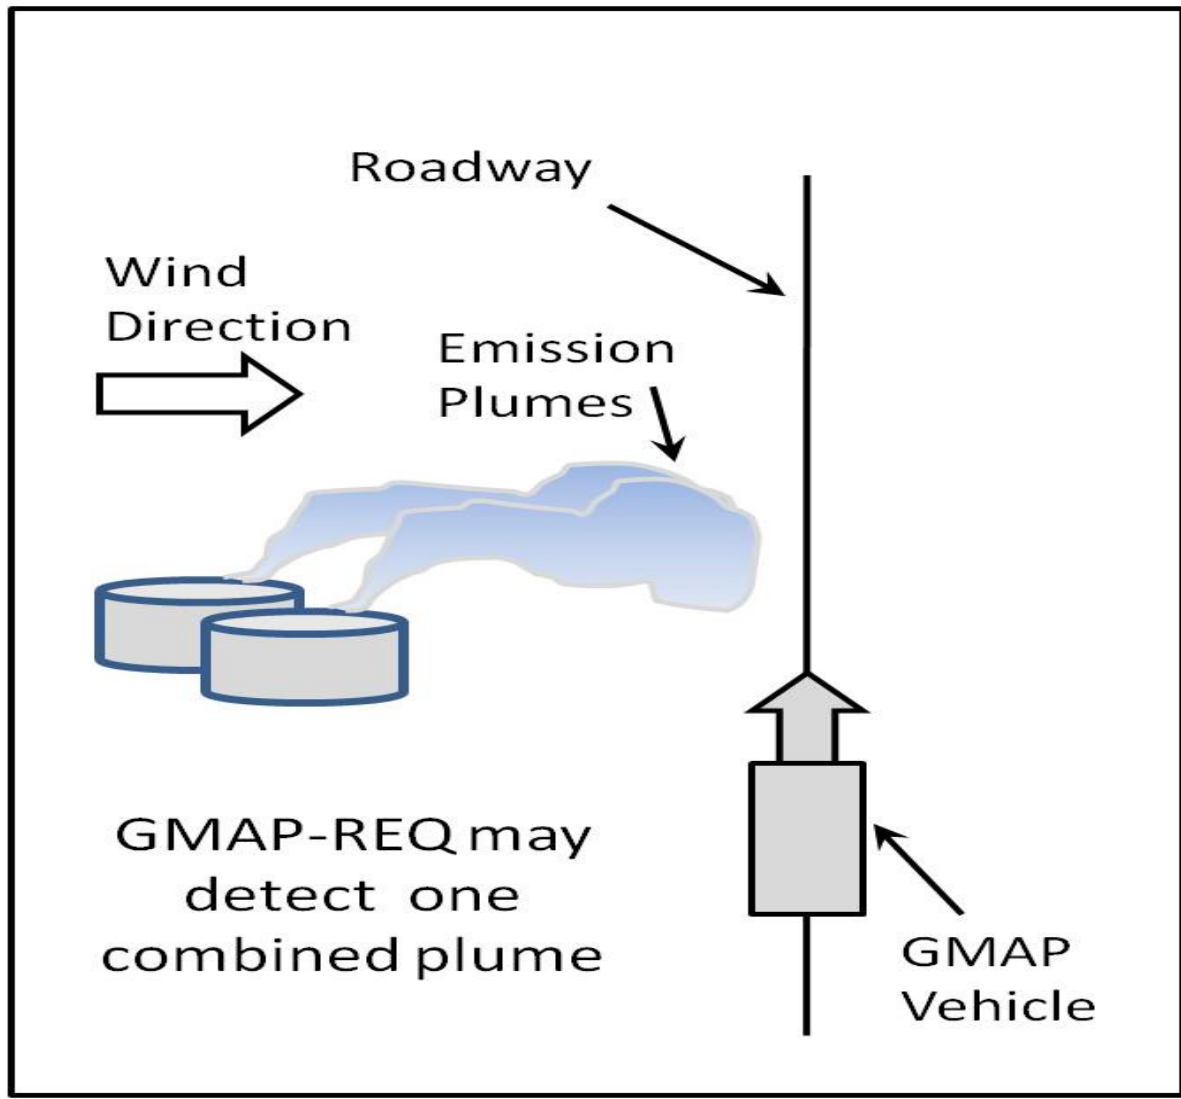 Roadway
Wind
Direction
Emission
Plumes
GMAP-REQ may
detect one
combined plume
GMAP
Vehicle